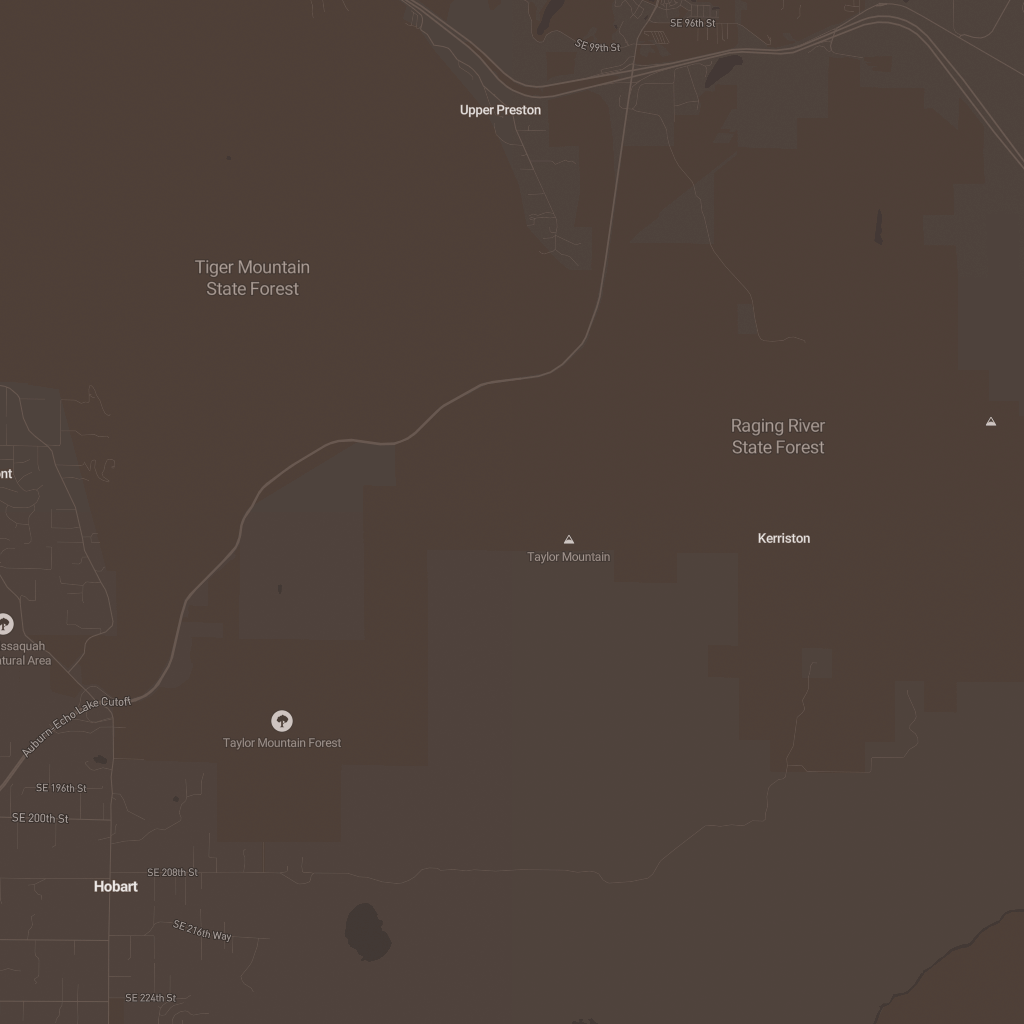 SE 96th St
SE 99th St
Upper Preston
Tiger Mountain
State Forest
Raging River
State Forest
nt
Kerriston
Taylor Mountain
ssaquah
tural Area
Auburn-Echo Lake Cutoff
Taylor Mountain Forest
SE 196th St
SE 200th St
SE 208th St
Hobart
SE 216th Way
SE 224th St